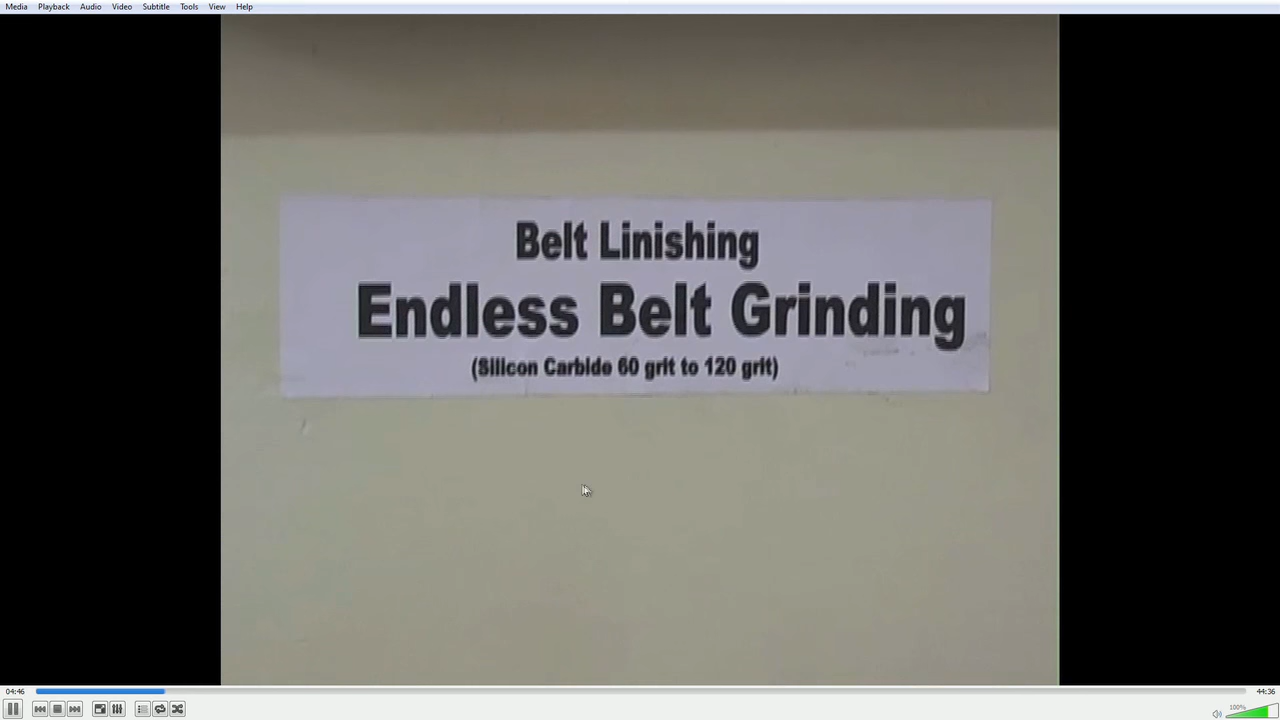 Media Playback Audio Video Subtitle Tools View Help
Belt Linishing
Endless Belt Grinding
(Silicon Carbide 60 grit to 120 grit)
04:46
44:36
100%